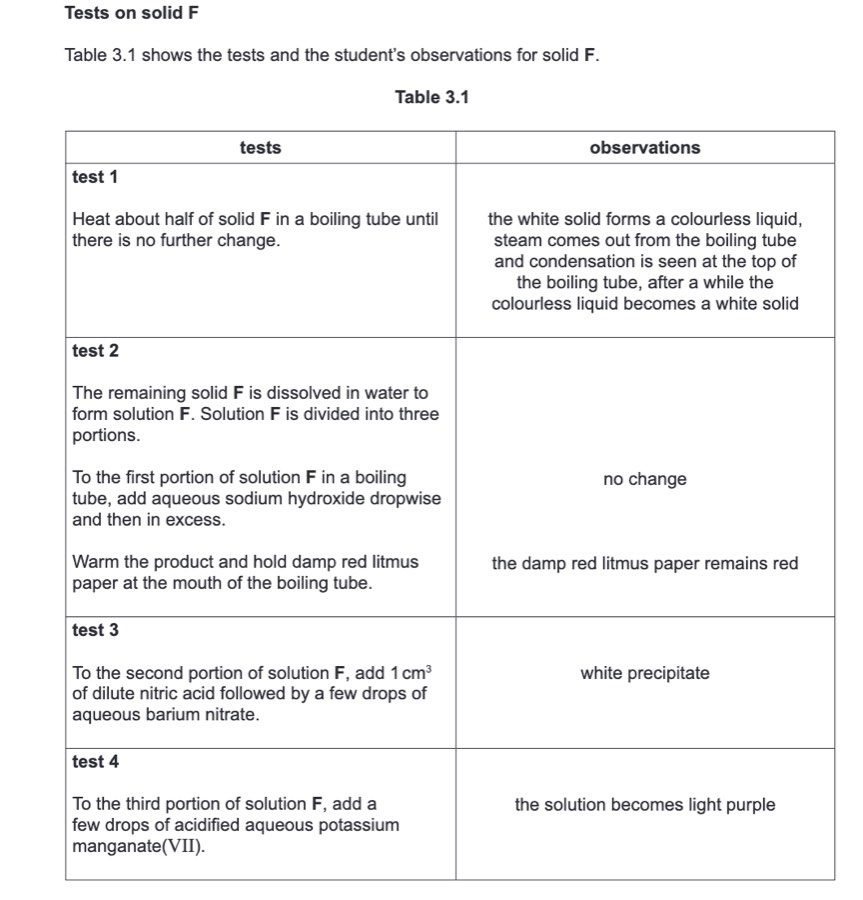 Tests on solid F
Table 3.1 shows the tests and the student's observations for solid F.
Table 3.1
tests
observations
test 1
Heat about half of solid F in a boiling tube until
there is no further change.
the white solid forms a colourless liquid,
steam comes out from the boiling tube
and condensation is seen at the top of
the boiling tube, after a while the
colourless liquid becomes a white solid
test 2
The remaining solid F is dissolved in water to
form solution F. Solution F is divided into three
portions.
To the first portion of solution F in a boiling
tube, add aqueous sodium hydroxide dropwise
and then in excess.
no change
Warm the product and hold damp red litmus
paper at the mouth of the boiling tube.
the damp red litmus paper remains red
test 3
To the second portion of solution F, add 1 cm³
of dilute nitric acid followed by a few drops of
aqueous barium nitrate.
white precipitate
test 4
To the third portion of solution F, add a
few drops of acidified aqueous potassium
manganate(VII).
the solution becomes light purple